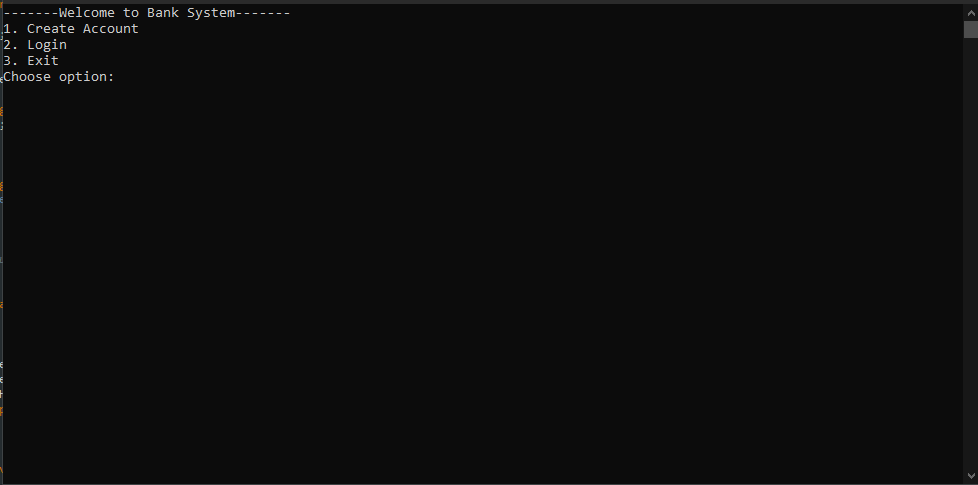 -------Welcome to Bank System-------
1. Create Account
2. Login
3. Exit
Choose option: